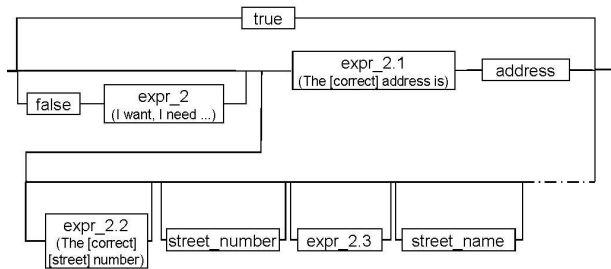 true
expr_2.1
(The [correct] address is)
address
false
expr_2
(I want, I need ...)
expr_2.2
(The [correct]
[street] number)
street_number
expr_2.3
street_name